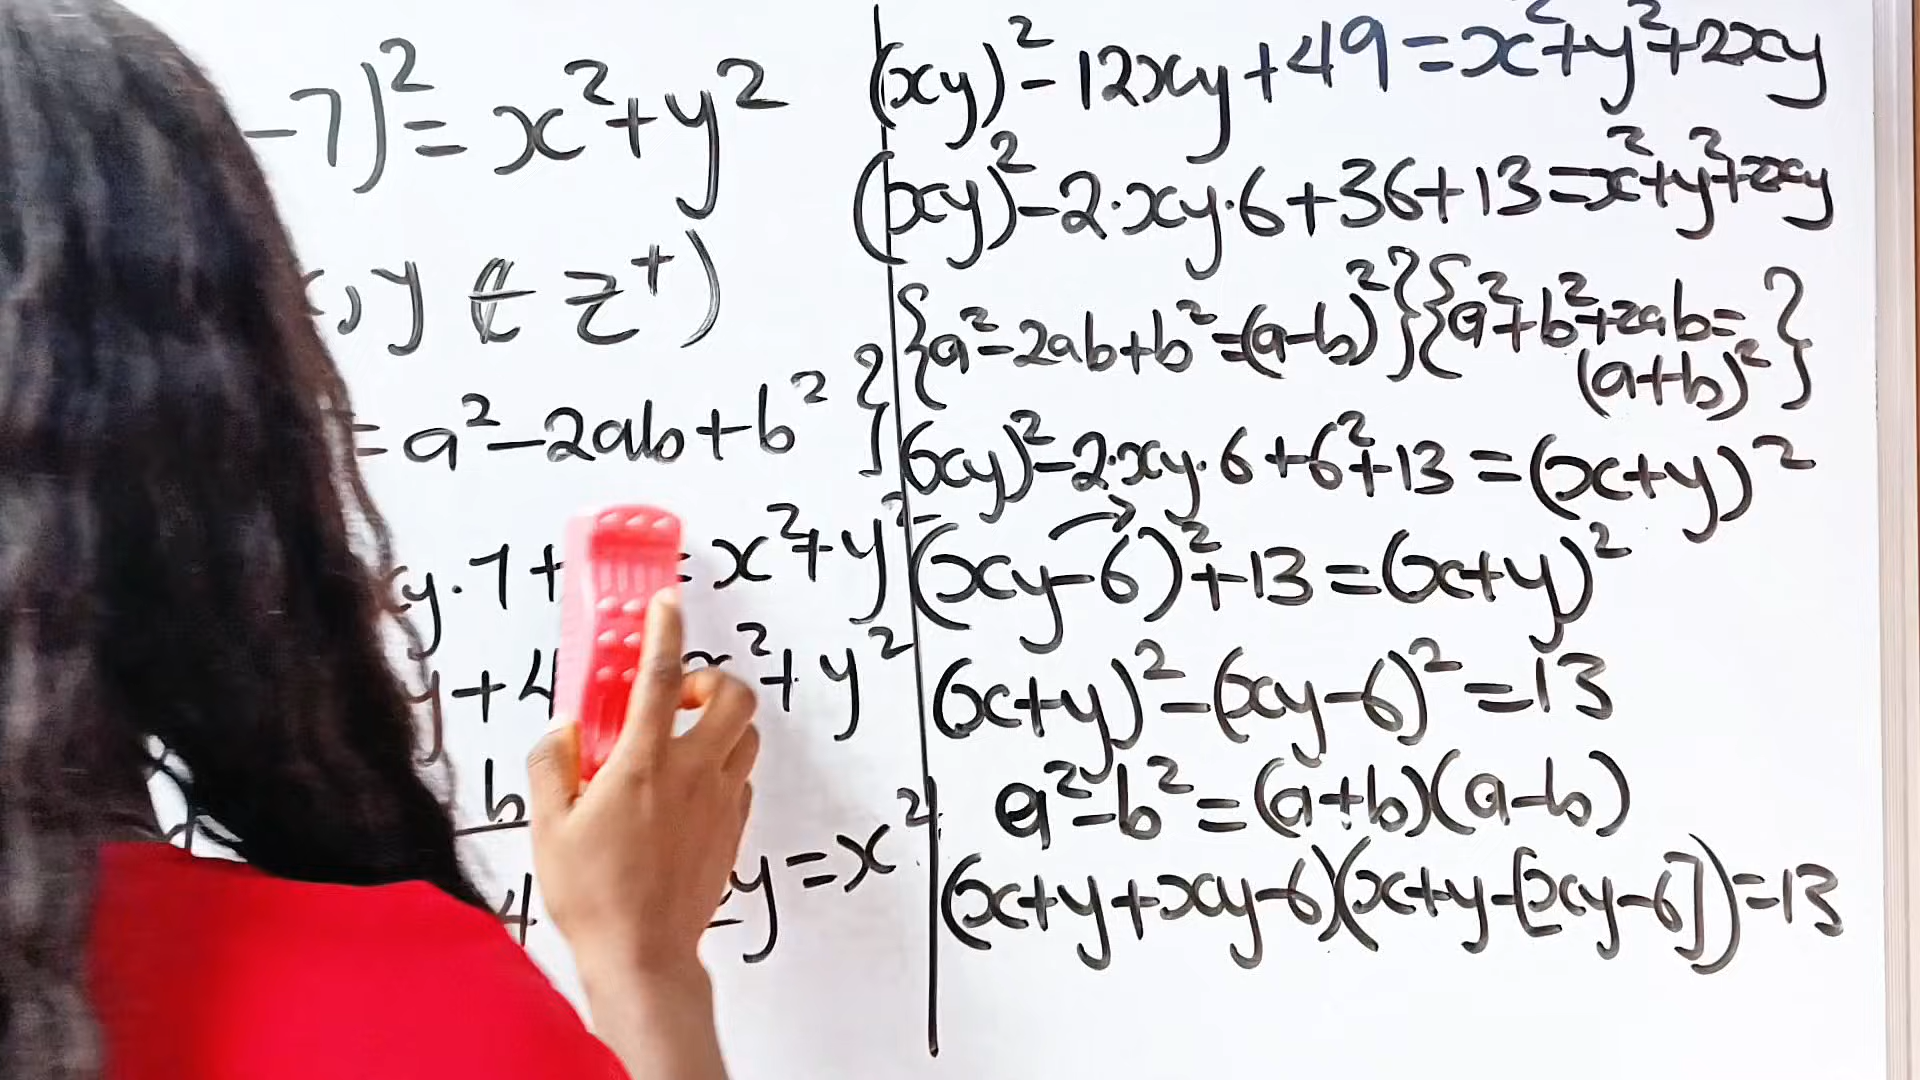 -7)² = x²+y²
, y ∈ z⁺)
= a²-2ab+b² }
y·7+ = x²+y²
y+4 x²+y²
b
4 y=x²
(xy)²-12xy+49=x²+y²+2xy
(xy)²-2·xy·6+36+13=x²+y²+2xy
{a²-2ab+b²=(a-b)²}{a²+b²+2ab=
(a+b)²}
(xy)²-2·xy·6+6²+13=(x+y)²
(xy-6)²+13=(x+y)²
(x+y)²-(xy-6)²=13
a²-b²=(a+b)(a-b)
(x+y+xy-6)(x+y-[xy-6])=13